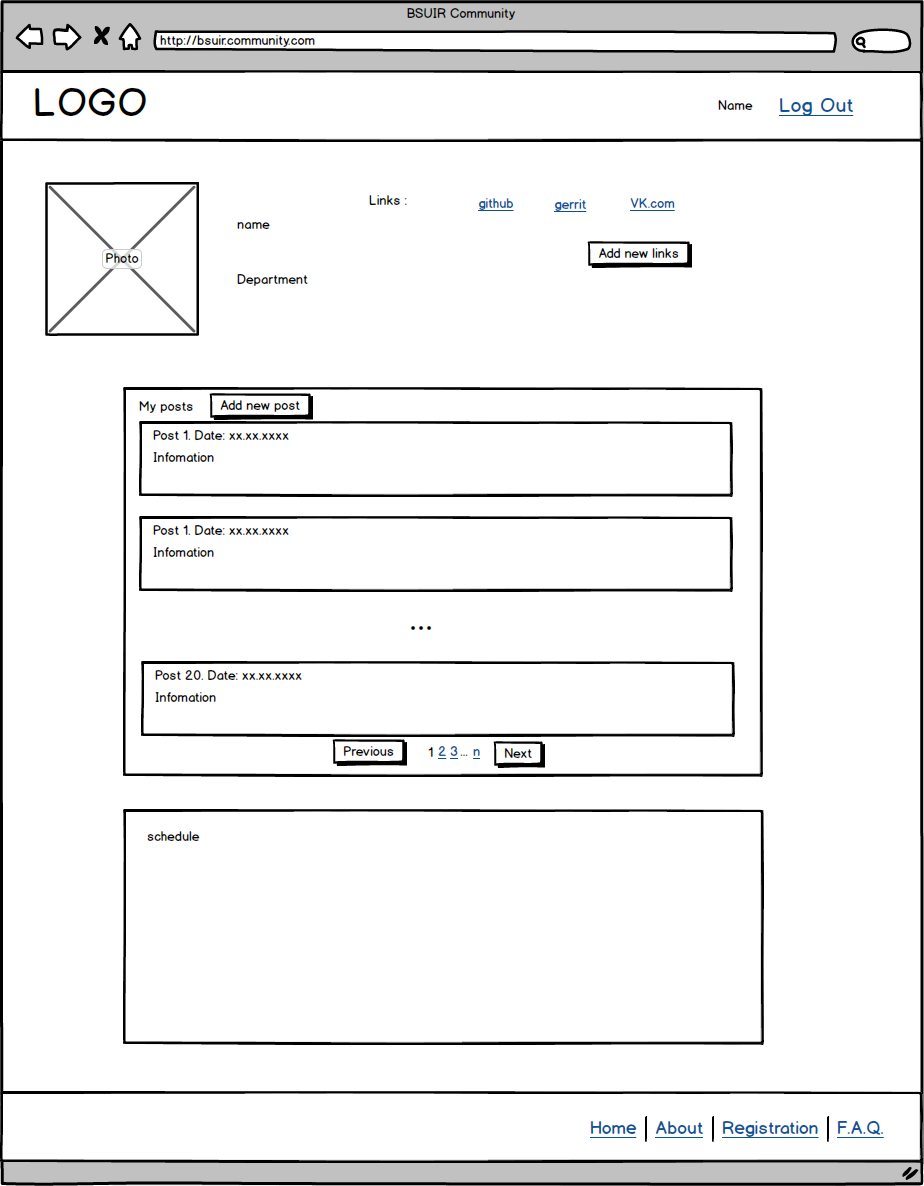 BSUIR Community
http://bsuir.community.com
LOGO
Name Log Out
Links : github gerrit VK.com
name
Photo
Add new links
Department
My posts Add new post
Post 1. Date: xx.xx.xxxx
Infomation
Post 1. Date: xx.xx.xxxx
Infomation
...
Post 20. Date: xx.xx.xxxx
Infomation
Previous 1 2 3 ... n Next
schedule
Home | About | Registration | F.A.Q.